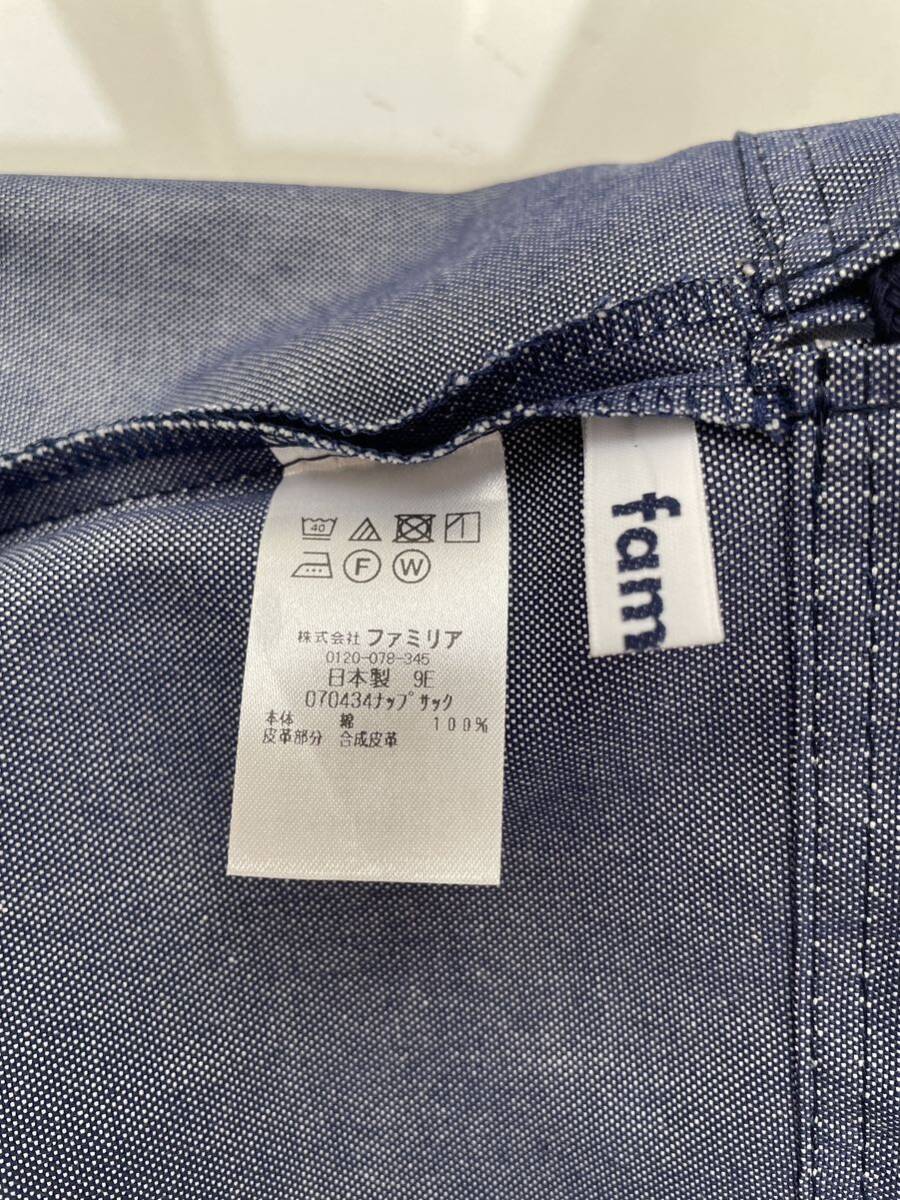 40
F W
株式会社 ファミリア
0120-078-345
日本製 9E
070434ナップサック
本体 綿 100%
皮革部分 合成皮革
fam